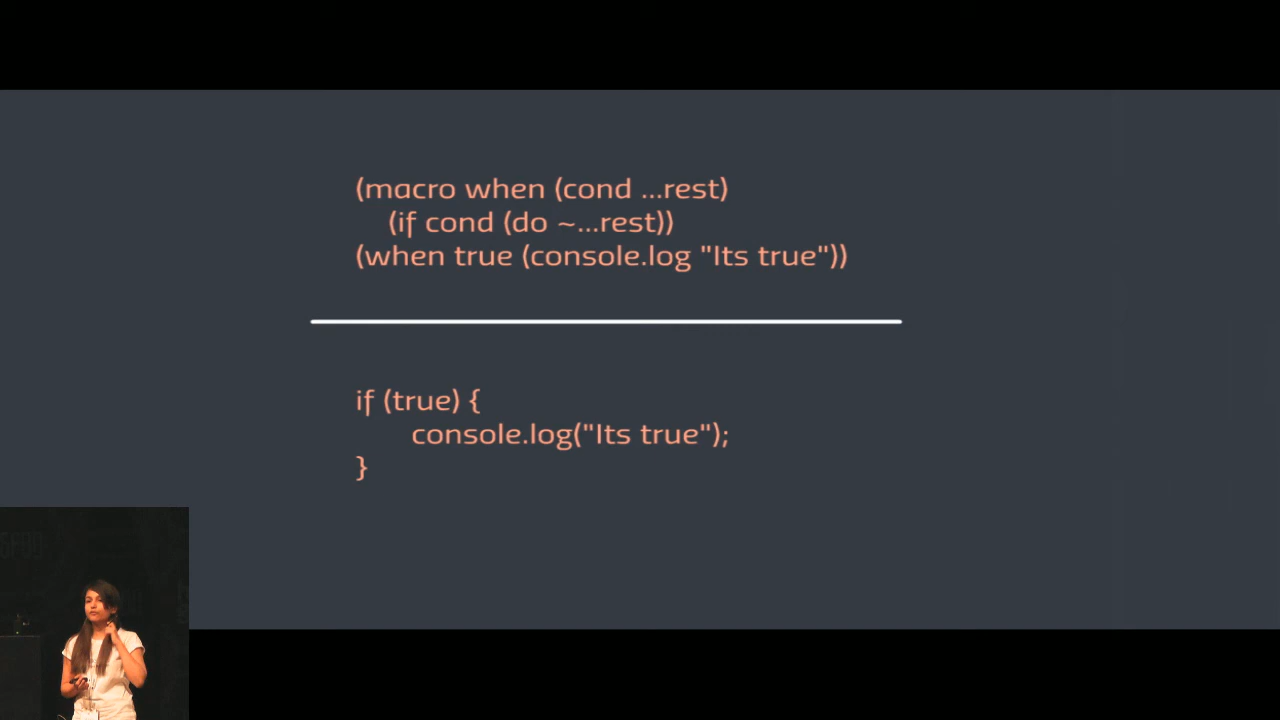 (macro when (cond ...rest)
(if cond (do ~...rest))
(when true (console.log "Its true"))
if (true) {
console.log("Its true");
}